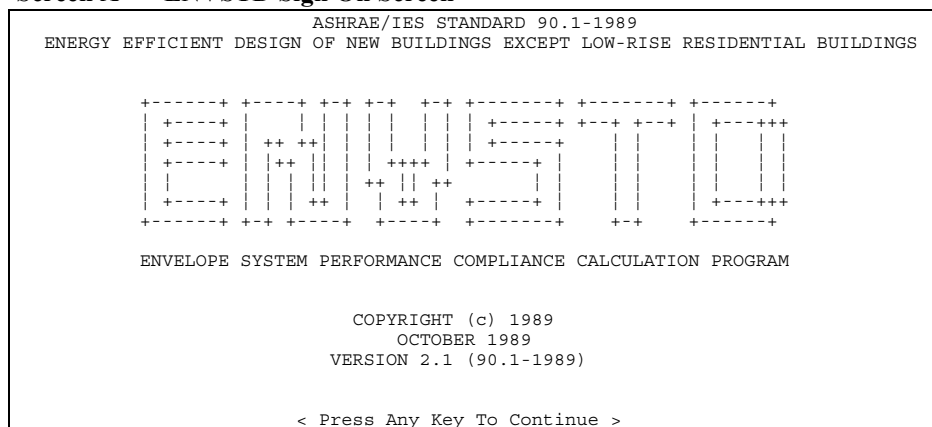 Screen A ENVSTD Sign On Screen
ASHRAE/IES STANDARD 90.1-1989
ENERGY EFFICIENT DESIGN OF NEW BUILDINGS EXCEPT LOW-RISE RESIDENTIAL BUILDINGS
ENVSTD
ENVELOPE SYSTEM PERFORMANCE COMPLIANCE CALCULATION PROGRAM
COPYRIGHT (c) 1989
OCTOBER 1989
VERSION 2.1 (90.1-1989)
< Press Any Key To Continue >